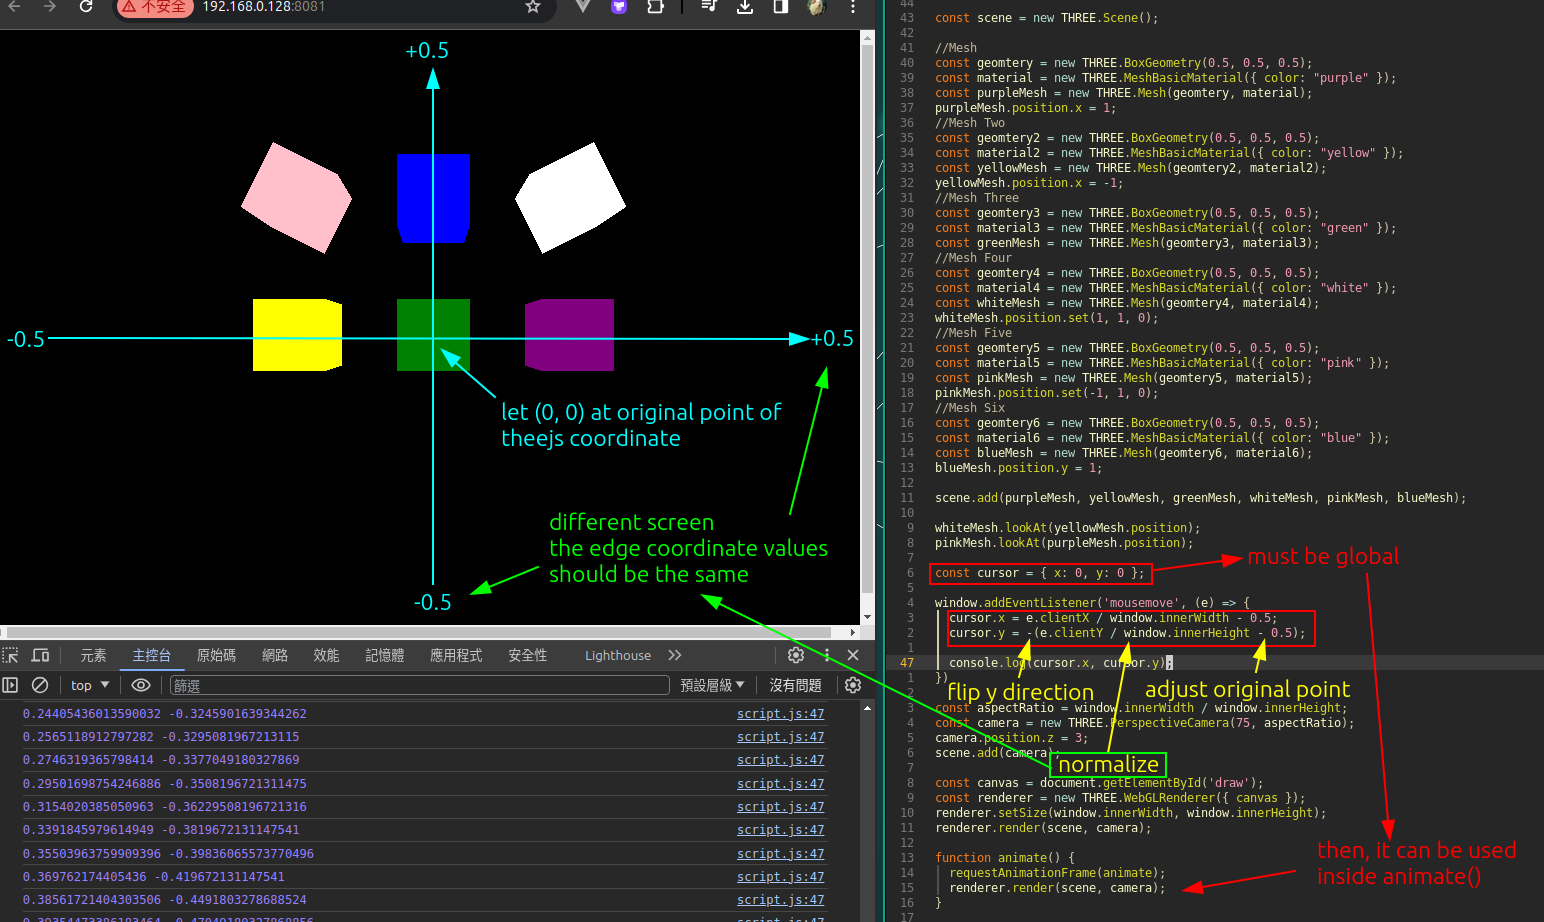 不安全 192.168.0.128:8081
+0.5
-0.5
+0.5
let (0, 0) at original point of
theejs coordinate
different screen
the edge coordinate values
should be the same
-0.5
元素 主控台 原始碼 網路 效能 記憶體 應用程式 安全性 Lighthouse
top 篩選 預設層級 沒有問題
0.24405436013590032 -0.3245901639344262 script.js:47
0.2565118912797282 -0.3295081967213115 script.js:47
0.2746319365798414 -0.3377049180327869 script.js:47
0.29501698754246886 -0.35081967213114475 script.js:47
0.3154020385050963 -0.36229508196721316 script.js:47
0.3391845979614949 -0.3819672131147541 script.js:47
0.35503963759909396 -0.39836065573770496 script.js:47
0.369762174405436 -0.419672131147541 script.js:47
0.38561721404303506 -0.4491803278688524 script.js:47
0.39354473386183464 -0.47049180327868856 script.js:47
44
43 const scene = new THREE.Scene();
42
41 //Mesh
40 const geomtery = new THREE.BoxGeometry(0.5, 0.5, 0.5);
39 const material = new THREE.MeshBasicMaterial({ color: "purple" });
38 const purpleMesh = new THREE.Mesh(geomtery, material);
37 purpleMesh.position.x = 1;
36 //Mesh Two
35 const geomtery2 = new THREE.BoxGeometry(0.5, 0.5, 0.5);
34 const material2 = new THREE.MeshBasicMaterial({ color: "yellow" });
33 const yellowMesh = new THREE.Mesh(geomtery2, material2);
32 yellowMesh.position.x = -1;
31 //Mesh Three
30 const geomtery3 = new THREE.BoxGeometry(0.5, 0.5, 0.5);
29 const material3 = new THREE.MeshBasicMaterial({ color: "green" });
28 const greenMesh = new THREE.Mesh(geomtery3, material3);
27 //Mesh Four
26 const geomtery4 = new THREE.BoxGeometry(0.5, 0.5, 0.5);
25 const material4 = new THREE.MeshBasicMaterial({ color: "white" });
24 const whiteMesh = new THREE.Mesh(geomtery4, material4);
23 whiteMesh.position.set(1, 1, 0);
22 //Mesh Five
21 const geomtery5 = new THREE.BoxGeometry(0.5, 0.5, 0.5);
20 const material5 = new THREE.MeshBasicMaterial({ color: "pink" });
19 const pinkMesh = new THREE.Mesh(geomtery5, material5);
18 pinkMesh.position.set(-1, 1, 0);
17 //Mesh Six
16 const geomtery6 = new THREE.BoxGeometry(0.5, 0.5, 0.5);
15 const material6 = new THREE.MeshBasicMaterial({ color: "blue" });
14 const blueMesh = new THREE.Mesh(geomtery6, material6);
13 blueMesh.position.y = 1;
12
11 scene.add(purpleMesh, yellowMesh, greenMesh, whiteMesh, pinkMesh, blueMesh);
10
9 whiteMesh.lookAt(yellowMesh.position);
8 pinkMesh.lookAt(purpleMesh.position);
7
must be global
6 const cursor = { x: 0, y: 0 };
5
4 window.addEventListener('mousemove', (e) => {
3 cursor.x = e.clientX / window.innerWidth - 0.5;
2 cursor.y = -(e.clientY / window.innerHeight - 0.5);
1
47 console.log(cursor.x, cursor.y);
1 })
flip y direction adjust original point
2
3 const aspectRatio = window.innerWidth / window.innerHeight;
4 const camera = new THREE.PerspectiveCamera(75, aspectRatio);
5 camera.position.z = 3;
6 scene.add(camera);
normalize
7
8 const canvas = document.getElementById('draw');
9 const renderer = new THREE.WebGLRenderer({ canvas });
10 renderer.setSize(window.innerWidth, window.innerHeight);
11 renderer.render(scene, camera);
12
13 function animate() {
14 requestAnimationFrame(animate);
15 renderer.render(scene, camera);
16 }
17
then, it can be used
inside animate()